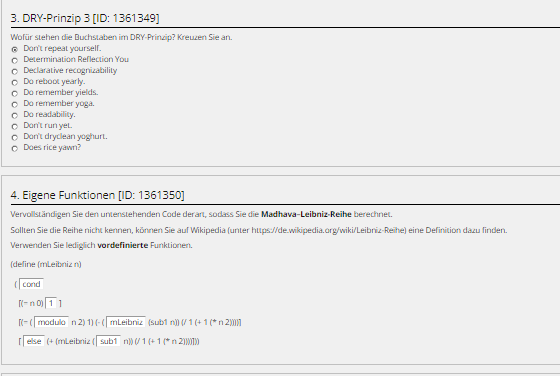 3. DRY-Prinzip 3 [ID: 1361349]
Wofür stehen die Buchstaben im DRY-Prinzip? Kreuzen Sie an.
Don't repeat yourself.
Determination Reflection You
Declarative recognizability
Do reboot yearly.
Do remember yields.
Do remember yoga.
Do readability.
Don't run yet.
Don't dryclean yoghurt.
Does rice yawn?
4. Eigene Funktionen [ID: 1361350]
Vervollständigen Sie den untenstehenden Code derart, sodass Sie die Madhava-Leibniz-Reihe berechnet.
Sollten Sie die Reihe nicht kennen, können Sie auf Wikipedia (unter https://de.wikipedia.org/wiki/Leibniz-Reihe) eine Definition dazu finden.
Verwenden Sie lediglich vordefinierte Funktionen.
(define (mLeibniz n)
( cond
[(= n 0) 1 ]
[(= ( modulo n 2) 1) (- ( mLeibniz (sub1 n)) (/ 1 (+ 1 (* n 2))))]
[ else (+ (mLeibniz ( sub1 n)) (/ 1 (+ 1 (* n 2))))]))